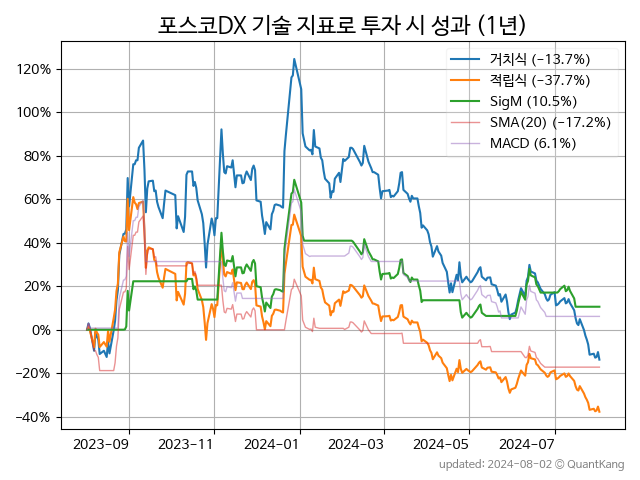 포스코DX 기술 지표로 투자 시 성과 (1년)
거치식 (−13.7%)
적립식 (−37.7%)
SigM (10.5%)
SMA(20) (−17.2%)
MACD (6.1%)
120%
100%
80%
60%
40%
20%
0%
−20%
−40%
2023−09 2023−11 2024−01 2024−03 2024−05 2024−07
updated: 2024-08-02 © QuantKang